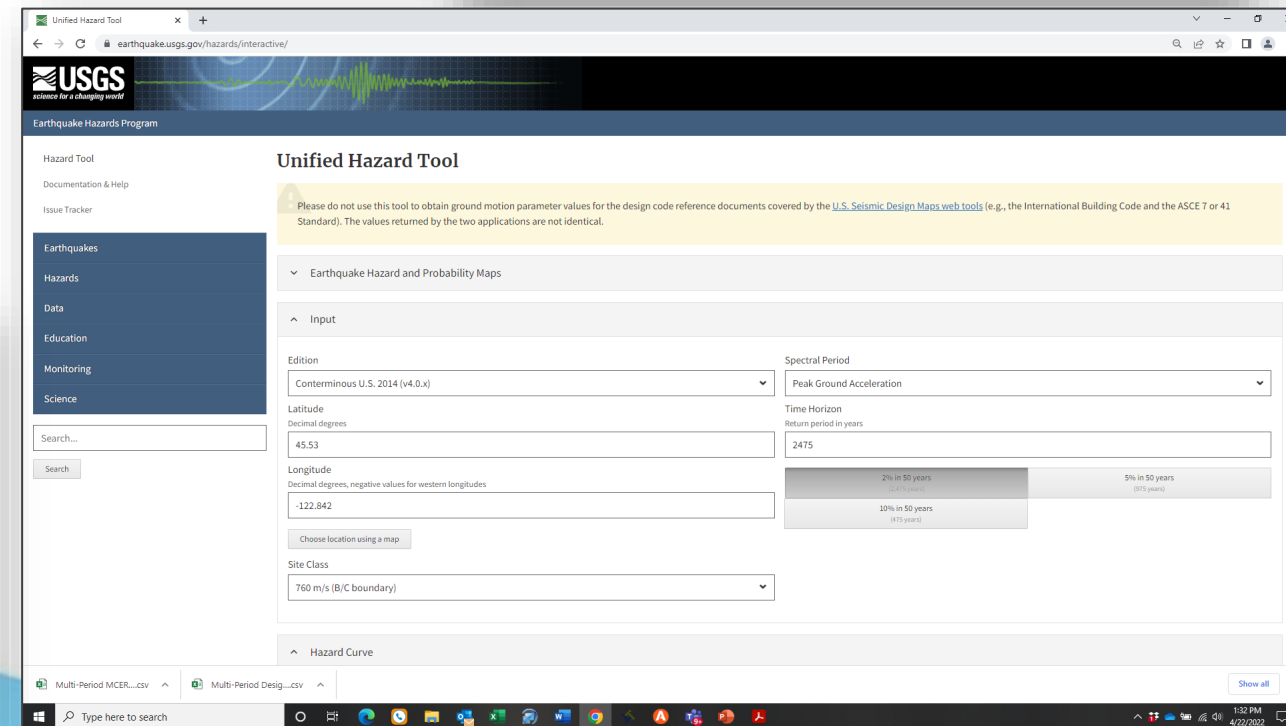 Unified Hazard Tool
earthquake.usgs.gov/hazards/interactive/
USGS
science for a changing world
Earthquake Hazards Program
Hazard Tool
Documentation & Help
Issue Tracker
Earthquakes
Hazards
Data
Education
Monitoring
Science
Search...
Search
Unified Hazard Tool
Please do not use this tool to obtain ground motion parameter values for the design code reference documents covered by the U.S. Seismic Design Maps web tools (e.g., the International Building Code and the ASCE 7 or 41
Standard). The values returned by the two applications are not identical.
Earthquake Hazard and Probability Maps
Input
Edition
Conterminous U.S. 2014 (v4.0.x)
Latitude
Decimal degrees
45.53
Longitude
Decimal degrees, negative values for western longitudes
-122.842
Choose location using a map
Site Class
760 m/s (B/C boundary)
Spectral Period
Peak Ground Acceleration
Time Horizon
Return period in years
2475
2% in 50 years
(2,475 years)
5% in 50 years
(975 years)
10% in 50 years
(475 years)
Hazard Curve
Multi-Period MCER....csv
Multi-Period Desig....csv
Show all
Type here to search
1:32 PM
4/22/2022